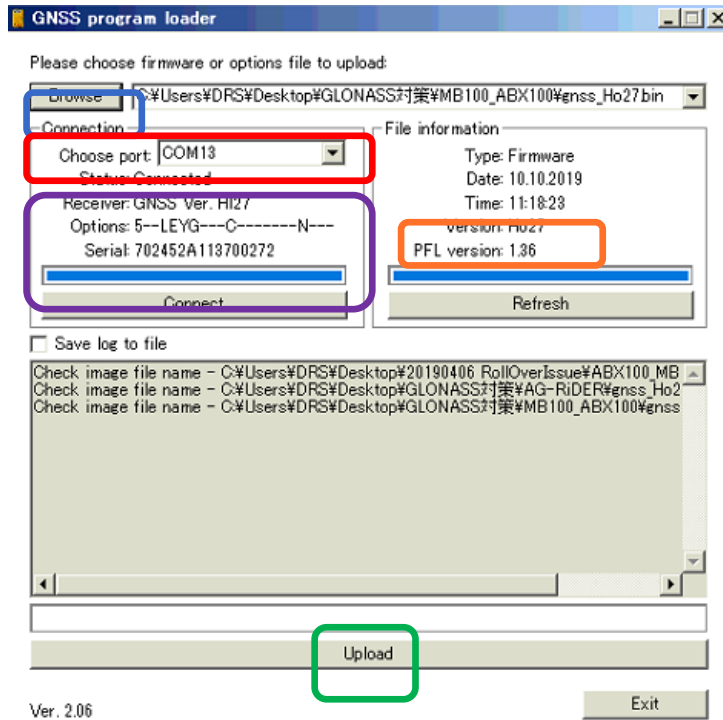 GNSS program loader
Please choose firmware or options file to upload:
Browse C:¥Users¥DRS¥Desktop¥GLONASS対策¥MB100_ABX100¥gnss_Ho27.bin
Connection
Choose port: COM13
Status: Connected
Receiver: GNSS Ver. HI27
Options: 5--LEYG---C-------N---
Serial: 702452A113700272
Connect
File information
Type: Firmware
Date: 10.10.2019
Time: 11:18:23
Version: Ho27
PFL version: 1.36
Refresh
Save log to file
Check image file name - C:¥Users¥DRS¥Desktop¥20190406 RollOverIssue¥ABX100_MB
Check image file name - C:¥Users¥DRS¥Desktop¥GLONASS対策¥AG-RiDER¥gnss_Ho2
Check image file name - C:¥Users¥DRS¥Desktop¥GLONASS対策¥MB100_ABX100¥gnss
Upload
Ver. 2.06
Exit